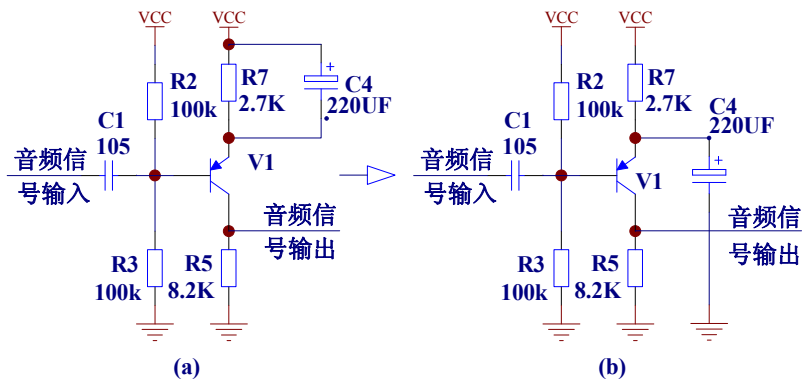 VCC
VCC
R2
100k
R7
2.7K
+
C4
220UF
C1
105
音频信
号输入
V1
音频信
号输出
R3
100k
R5
8.2K
(a)
VCC
VCC
R2
100k
R7
2.7K
C4
220UF
+
C1
105
音频信
号输入
V1
音频信
号输出
R3
100k
R5
8.2K
(b)